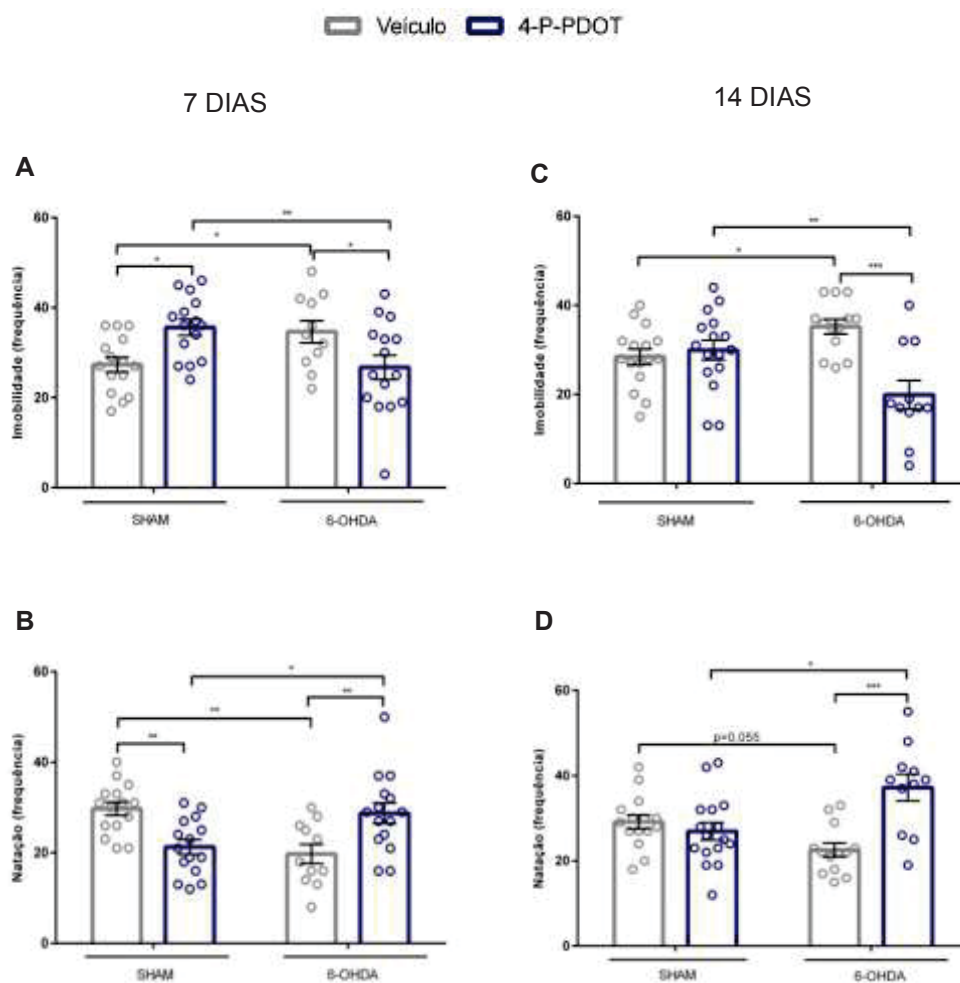 Veículo 4-P-PDOT
7 DIAS
14 DIAS
A
Imobilidade (frequência)
60
40
20
0
*
*
**
*
SHAM
6-OHDA
C
Imobilidade (frequência)
60
40
20
0
*
**
***
SHAM
6-OHDA
B
Natação (frequência)
60
40
20
0
*
**
**
**
SHAM
6-OHDA
D
Natação (frequência)
60
40
20
0
*
***
p=0.055
SHAM
6-OHDA